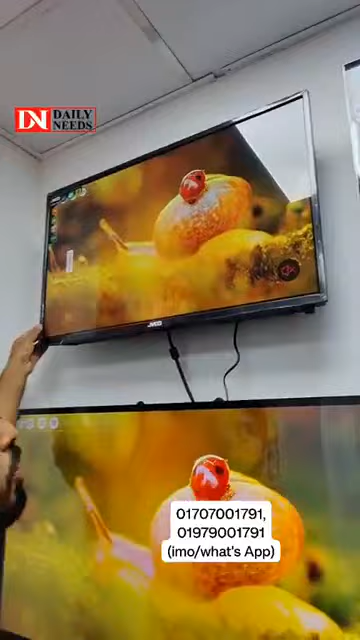 DN DAILY
NEEDS
JVCO
01707001791,
01979001791
(imo/what's App)